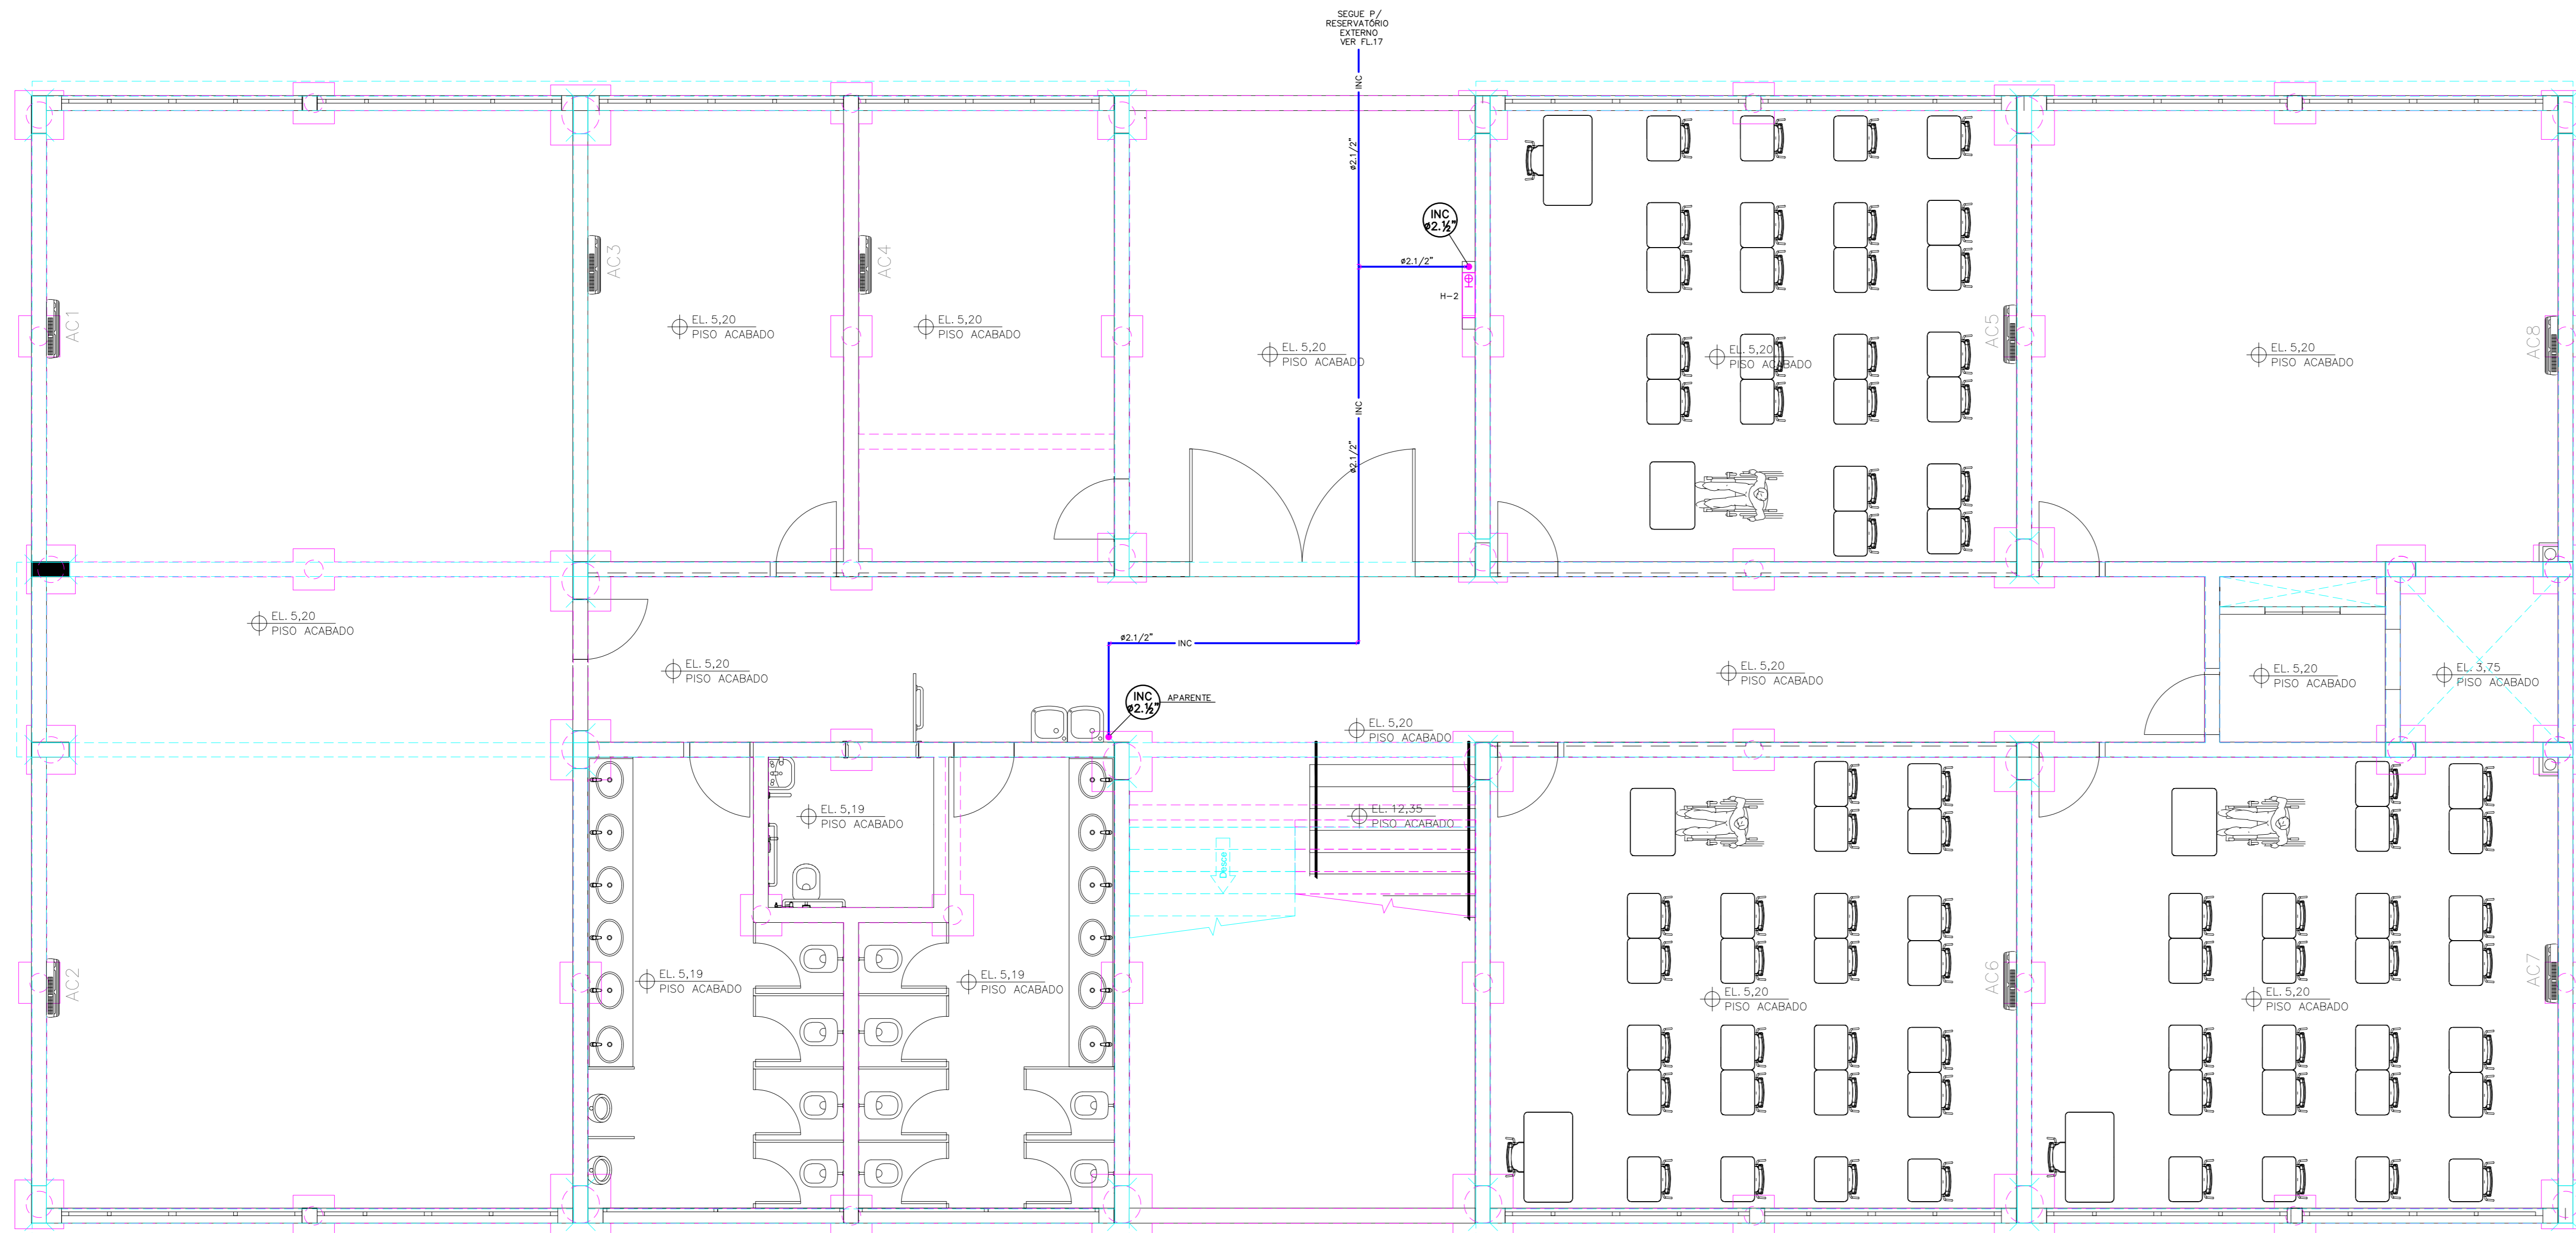 SEGUE P/
RESERVATÓRIO
EXTERNO
VER FL.17
INC
ø2.1/2"
INC
ø2.½"
ø2.1/2"
H-2
AC3
AC4
AC1
AC5
AC8
EL. 5,20
PISO ACABADO
EL. 5,20
PISO ACABADO
EL. 5,20
PISO ACABADO
EL. 5,20
PISO ACABADO
EL. 5,20
PISO ACABADO
INC
ø2.1/2"
EL. 5,20
PISO ACABADO
ø2.1/2"
INC
EL. 5,20
PISO ACABADO
EL. 5,20
PISO ACABADO
EL. 5,20
PISO ACABADO
EL. 3,75
PISO ACABADO
INC
ø2.½"
APARENTE
EL. 5,20
PISO ACABADO
EL. 5,19
PISO ACABADO
EL. 12,35
PISO ACABADO
Desce
AC2
EL. 5,19
PISO ACABADO
EL. 5,19
PISO ACABADO
AC6
AC7
EL. 5,20
PISO ACABADO
EL. 5,20
PISO ACABADO